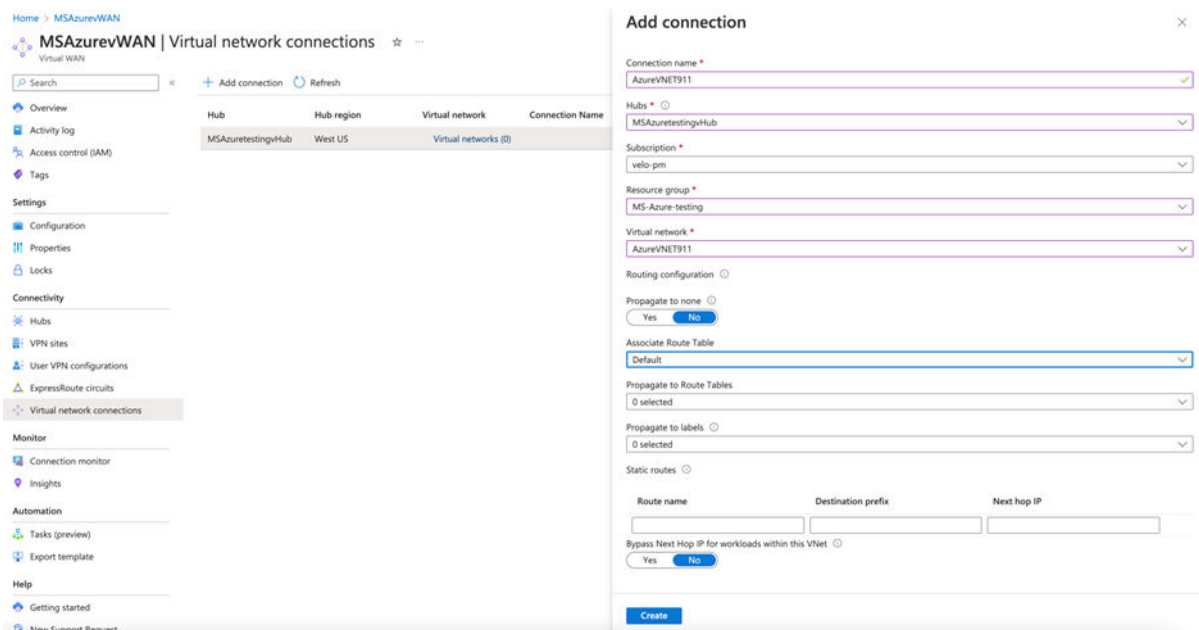 Home > MSAzurevWAN
MSAzurevWAN | Virtual network connections
Virtual WAN
Search
Add connection Refresh
Overview
Activity log
Access control (IAM)
Tags
Settings
Configuration
Properties
Locks
Connectivity
Hubs
VPN sites
User VPN configurations
ExpressRoute circuits
Virtual network connections
Monitor
Connection monitor
Insights
Automation
Tasks (preview)
Export template
Help
Getting started
New Support Request
Hub Hub region Virtual network Connection Name
MSAzuretestingvHub West US Virtual networks (0)
Add connection
Connection name *
AzureVNET911
Hubs *
MSAzuretestingvHub
Subscription *
velo-pm
Resource group *
MS-Azure-testing
Virtual network *
AzureVNET911
Routing configuration
Propagate to none
Yes No
Associate Route Table
Default
Propagate to Route Tables
0 selected
Propagate to labels
0 selected
Static routes
Route name Destination prefix Next hop IP
Bypass Next Hop IP for workloads within this VNet
Yes No
Create